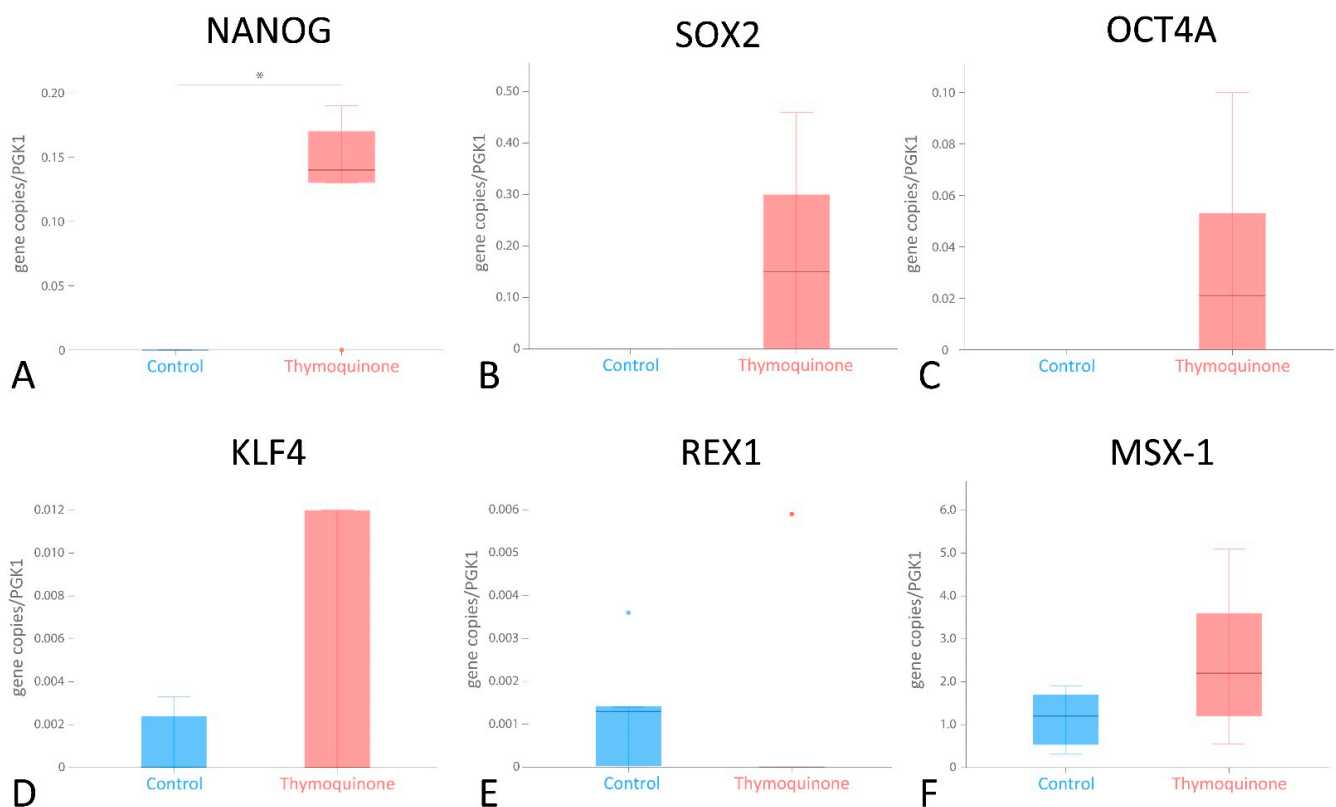 NANOG
*
0.20
0.15
0.10
0.05
0
gene copies/PGK1
Control
Thymoquinone
A
SOX2
0.50
0.40
0.30
0.20
0.10
0
gene copies/PGK1
Control
Thymoquinone
B
OCT4A
0.10
0.08
0.06
0.04
0.02
0
gene copies/PGK1
Control
Thymoquinone
C
KLF4
0.012
0.010
0.008
0.006
0.004
0.002
0
gene copies/PGK1
Control
Thymoquinone
D
REX1
0.006
0.005
0.004
0.003
0.002
0.001
0
gene copies/PGK1
Control
Thymoquinone
E
MSX-1
6.0
5.0
4.0
3.0
2.0
1.0
0
gene copies/PGK1
Control
Thymoquinone
F